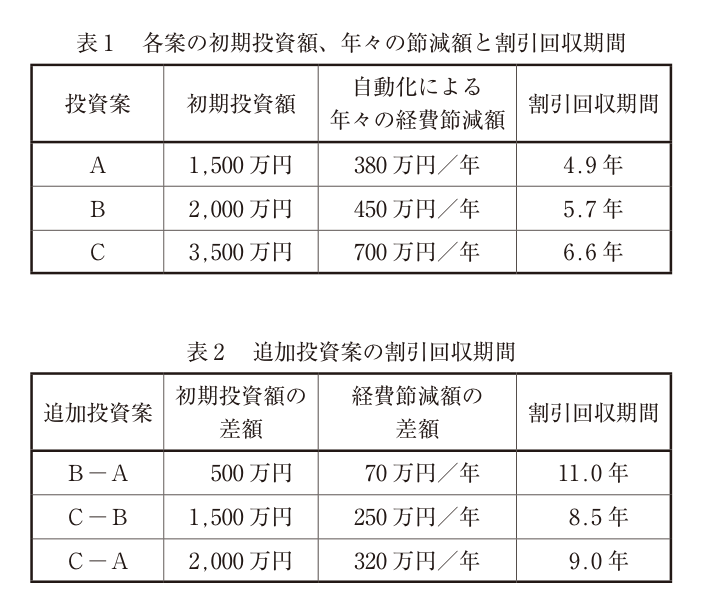 表1　各案の初期投資額、年々の節減額と割引回収期間
投資案　初期投資額　自動化による年々の経費節減額　割引回収期間
A　1,500万円　380万円／年　4.9年
B　2,000万円　450万円／年　5.7年
C　3,500万円　700万円／年　6.6年
表2　追加投資案の割引回収期間
追加投資案　初期投資額の差額　経費節減額の差額　割引回収期間
B－A　500万円　70万円／年　11.0年
C－B　1,500万円　250万円／年　8.5年
C－A　2,000万円　320万円／年　9.0年